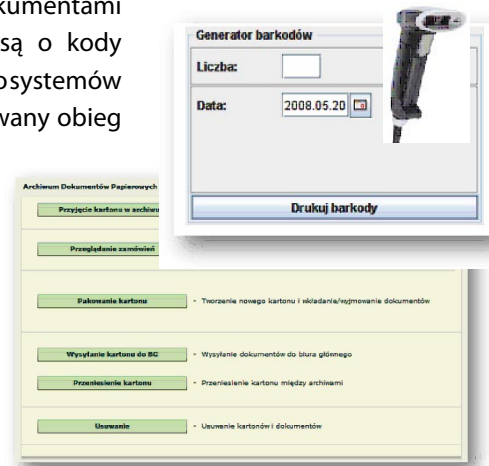 kumentami
są o kody
osystemów
wany obieg
Generator barkodów
Liczba:
Data: 2008.05.20
Drukuj barkody
Archiwum Dokumentów Papierowych
Przyjęcie kartonu w archiwu
Przeglądanie zamówień
Pakowanie kartonu - Tworzenie nowego kartonu i wkładanie/wyjmowanie dokumentów
Wysyłanie kartonu do BG - Wysyłanie dokumentów do biura głównego
Przeniesienie kartonu - Przeniesienie kartonu między archiwami
Usuwanie - Usuwanie kartonów i dokumentów